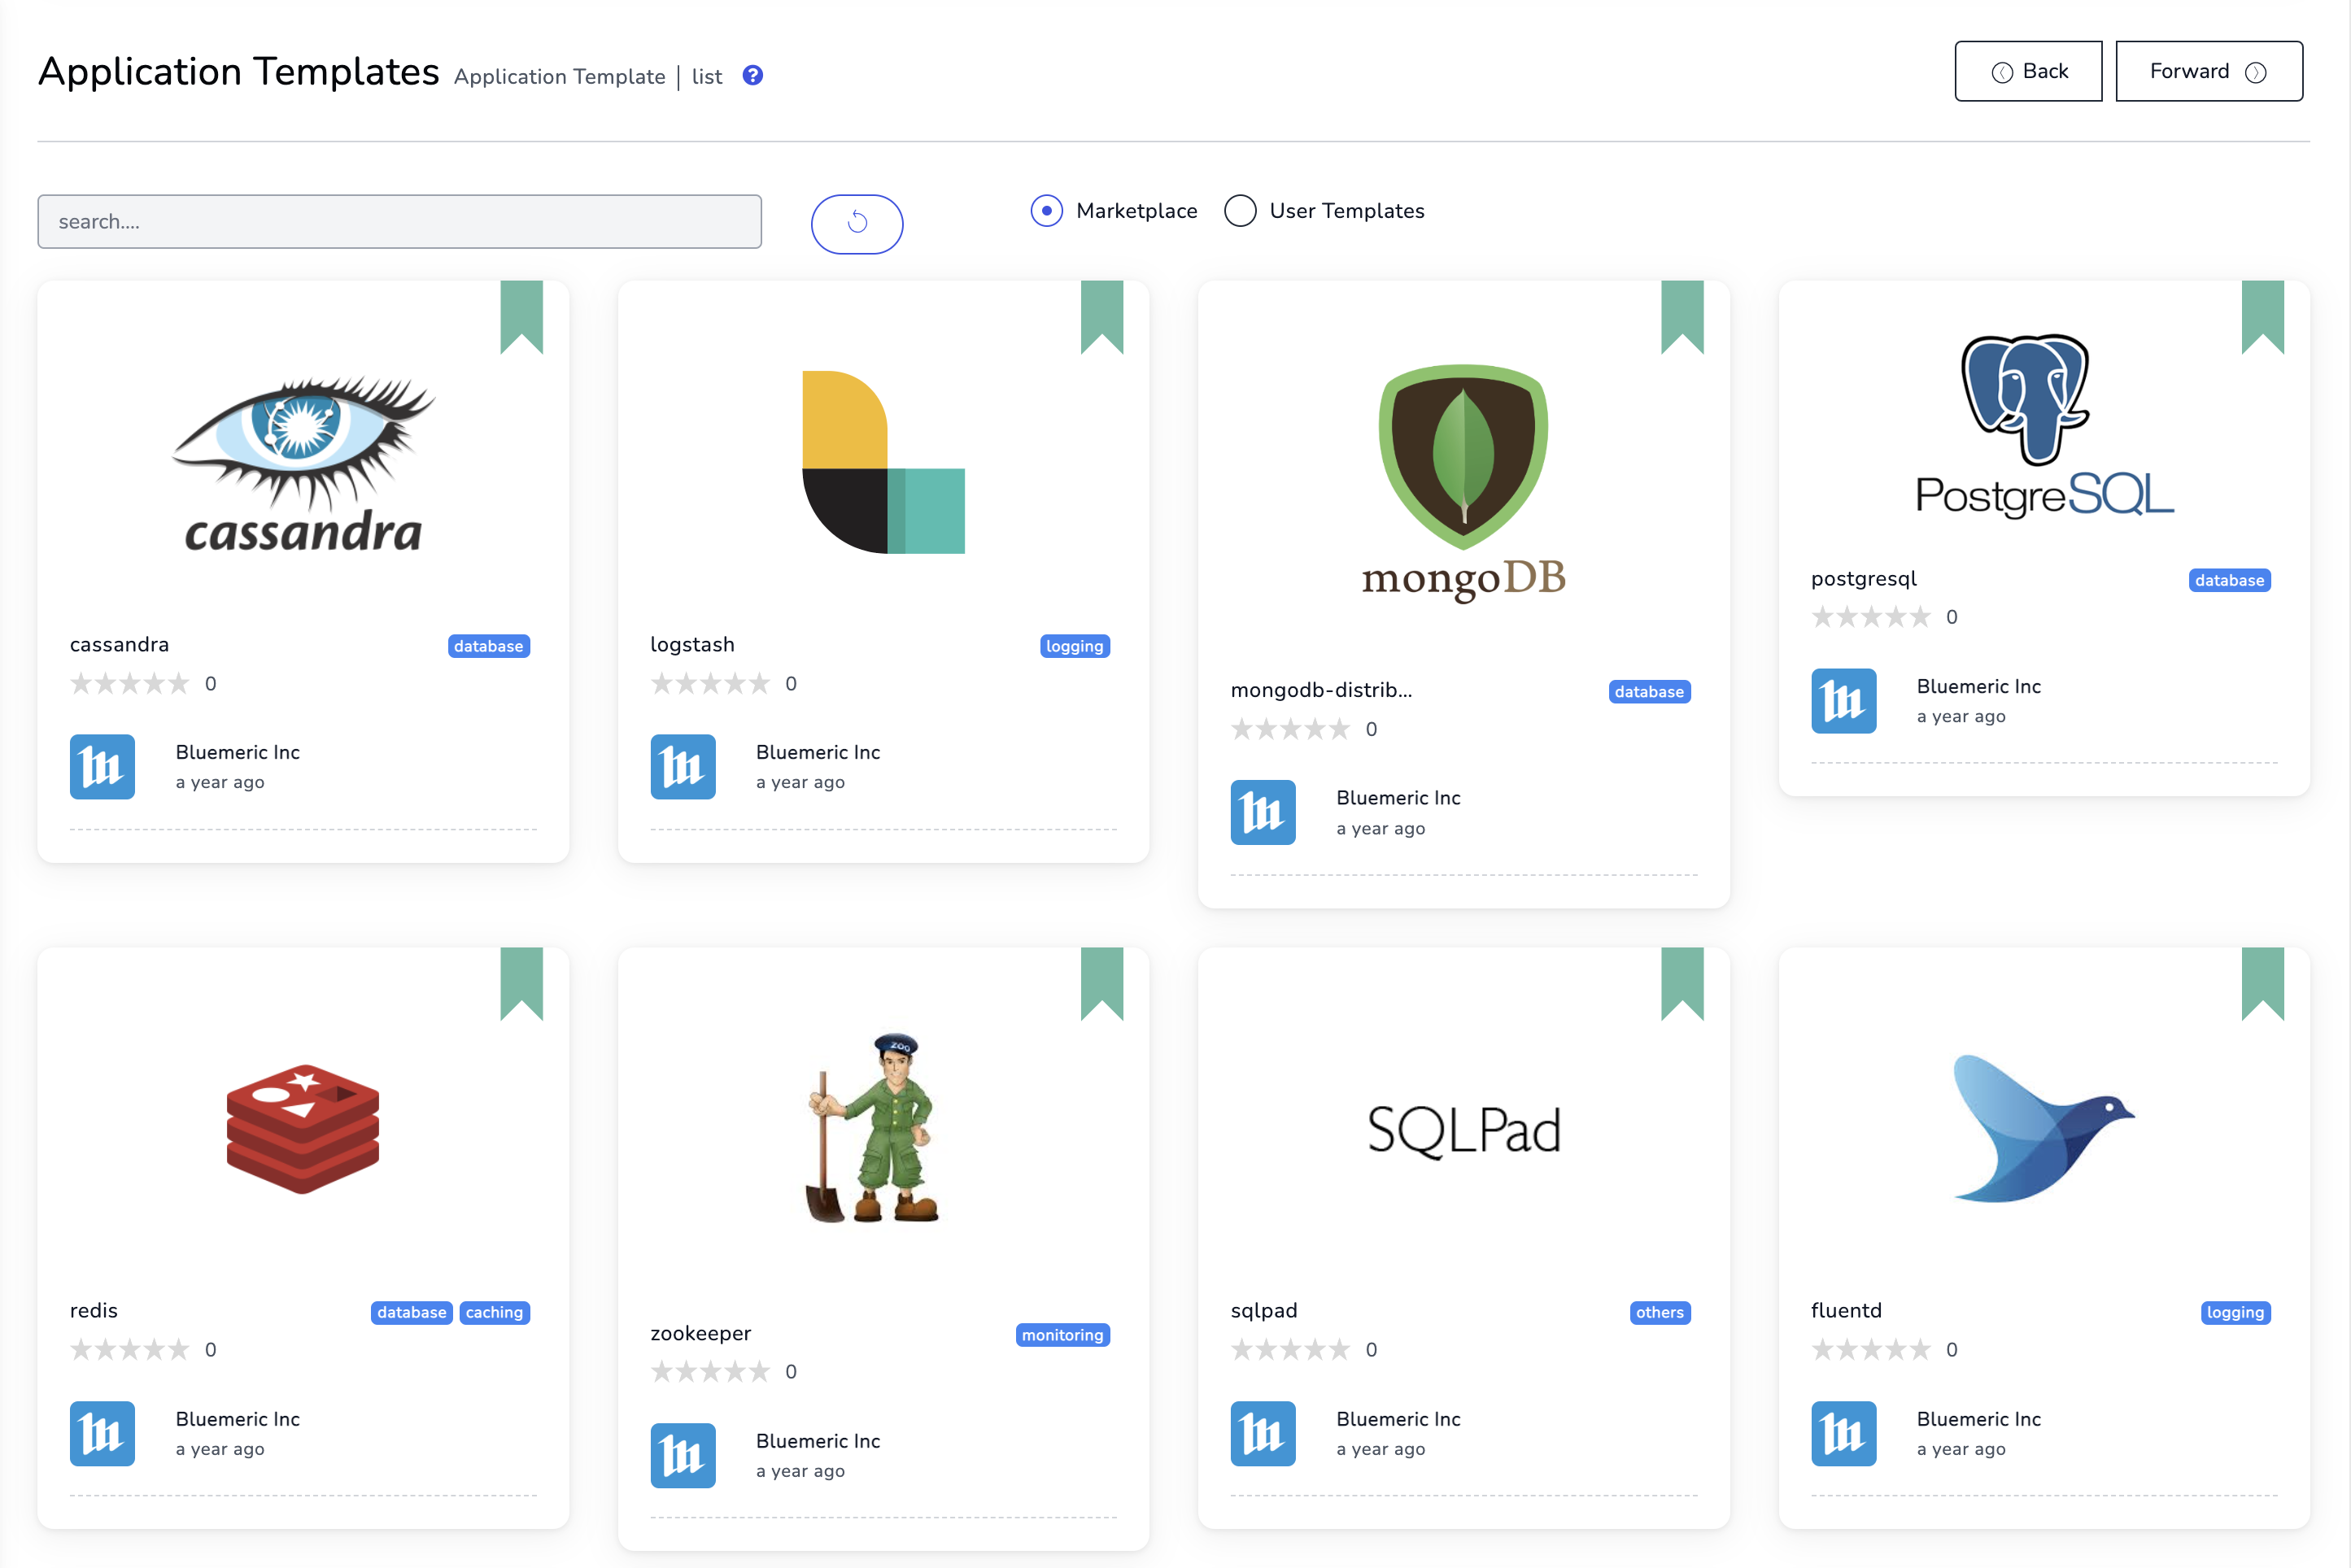 Application Templates Application Template | list ?
Back
Forward
search....
Marketplace
User Templates
cassandra
cassandra
database
0
Bluemeric Inc
a year ago
logstash
logging
0
Bluemeric Inc
a year ago
mongoDB
mongodb-distrib...
database
0
Bluemeric Inc
a year ago
PostgreSQL
postgresql
database
0
Bluemeric Inc
a year ago
redis
database caching
0
Bluemeric Inc
a year ago
ZOO
zookeeper
monitoring
0
Bluemeric Inc
a year ago
SQLPad
sqlpad
others
0
Bluemeric Inc
a year ago
fluentd
logging
0
Bluemeric Inc
a year ago